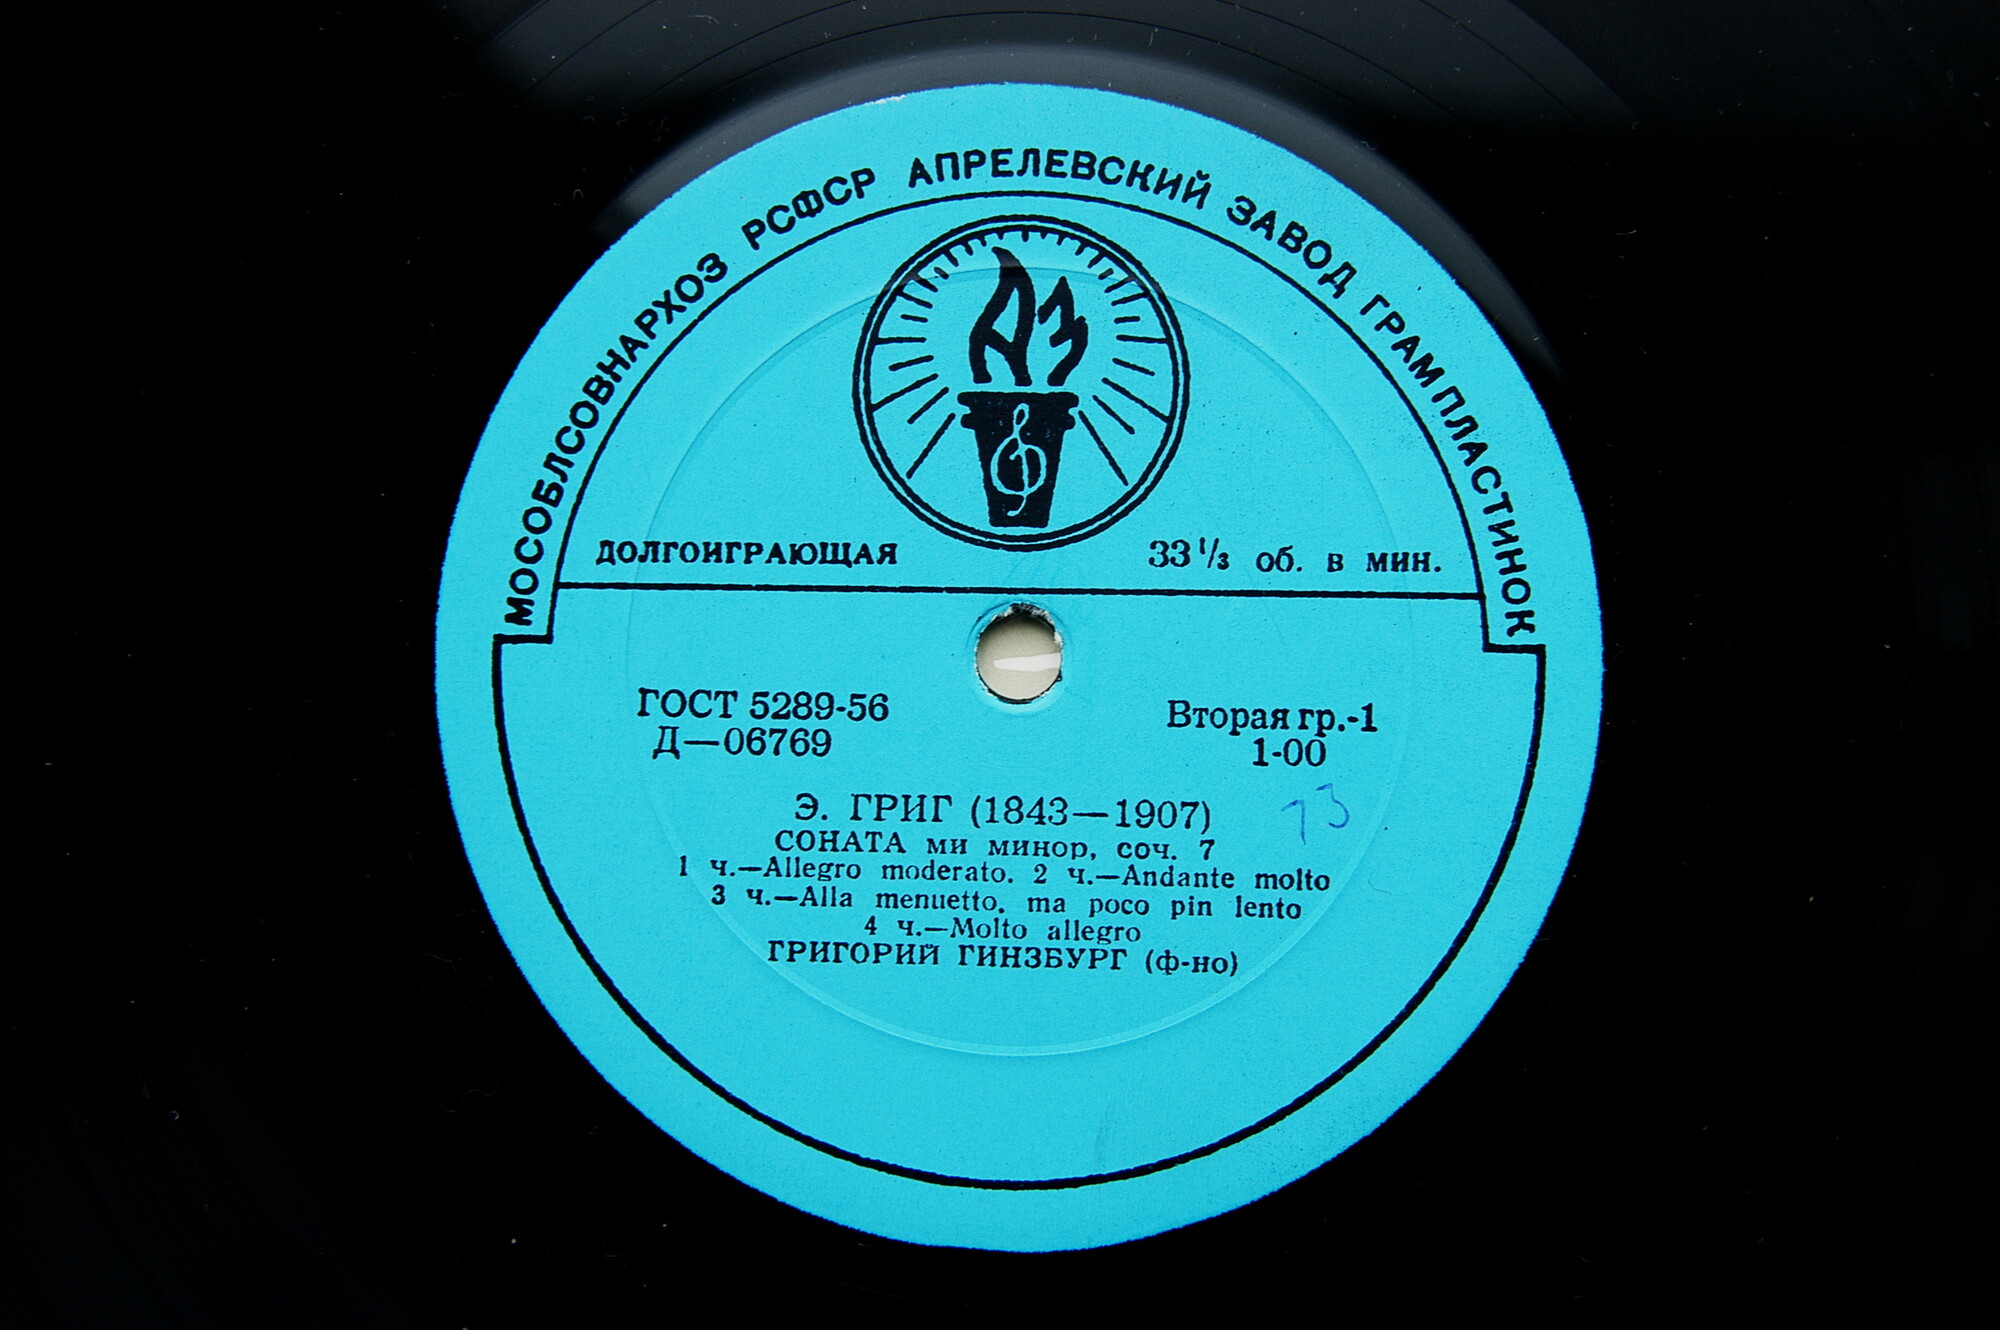 МОСОБЛСОВНАРХОЗ РСФСР АПРЕЛЕВСКИЙ ЗАВОД ГРАМПЛАСТИНОК
АЗ
ДОЛГОИГРАЮЩАЯ 33 1/3 об. в мин.
ГОСТ 5289-56 Вторая гр.-1
Д—06769 1-00
Э. ГРИГ (1843—1907) 73
СОНАТА ми минор, соч. 7
1 ч.—Allegro moderato. 2 ч.—Andante molto
3 ч.—Alla menuetto, ma poco pin lento
4 ч.—Molto allegro
ГРИГОРИЙ ГИНЗБУРГ (ф-но)